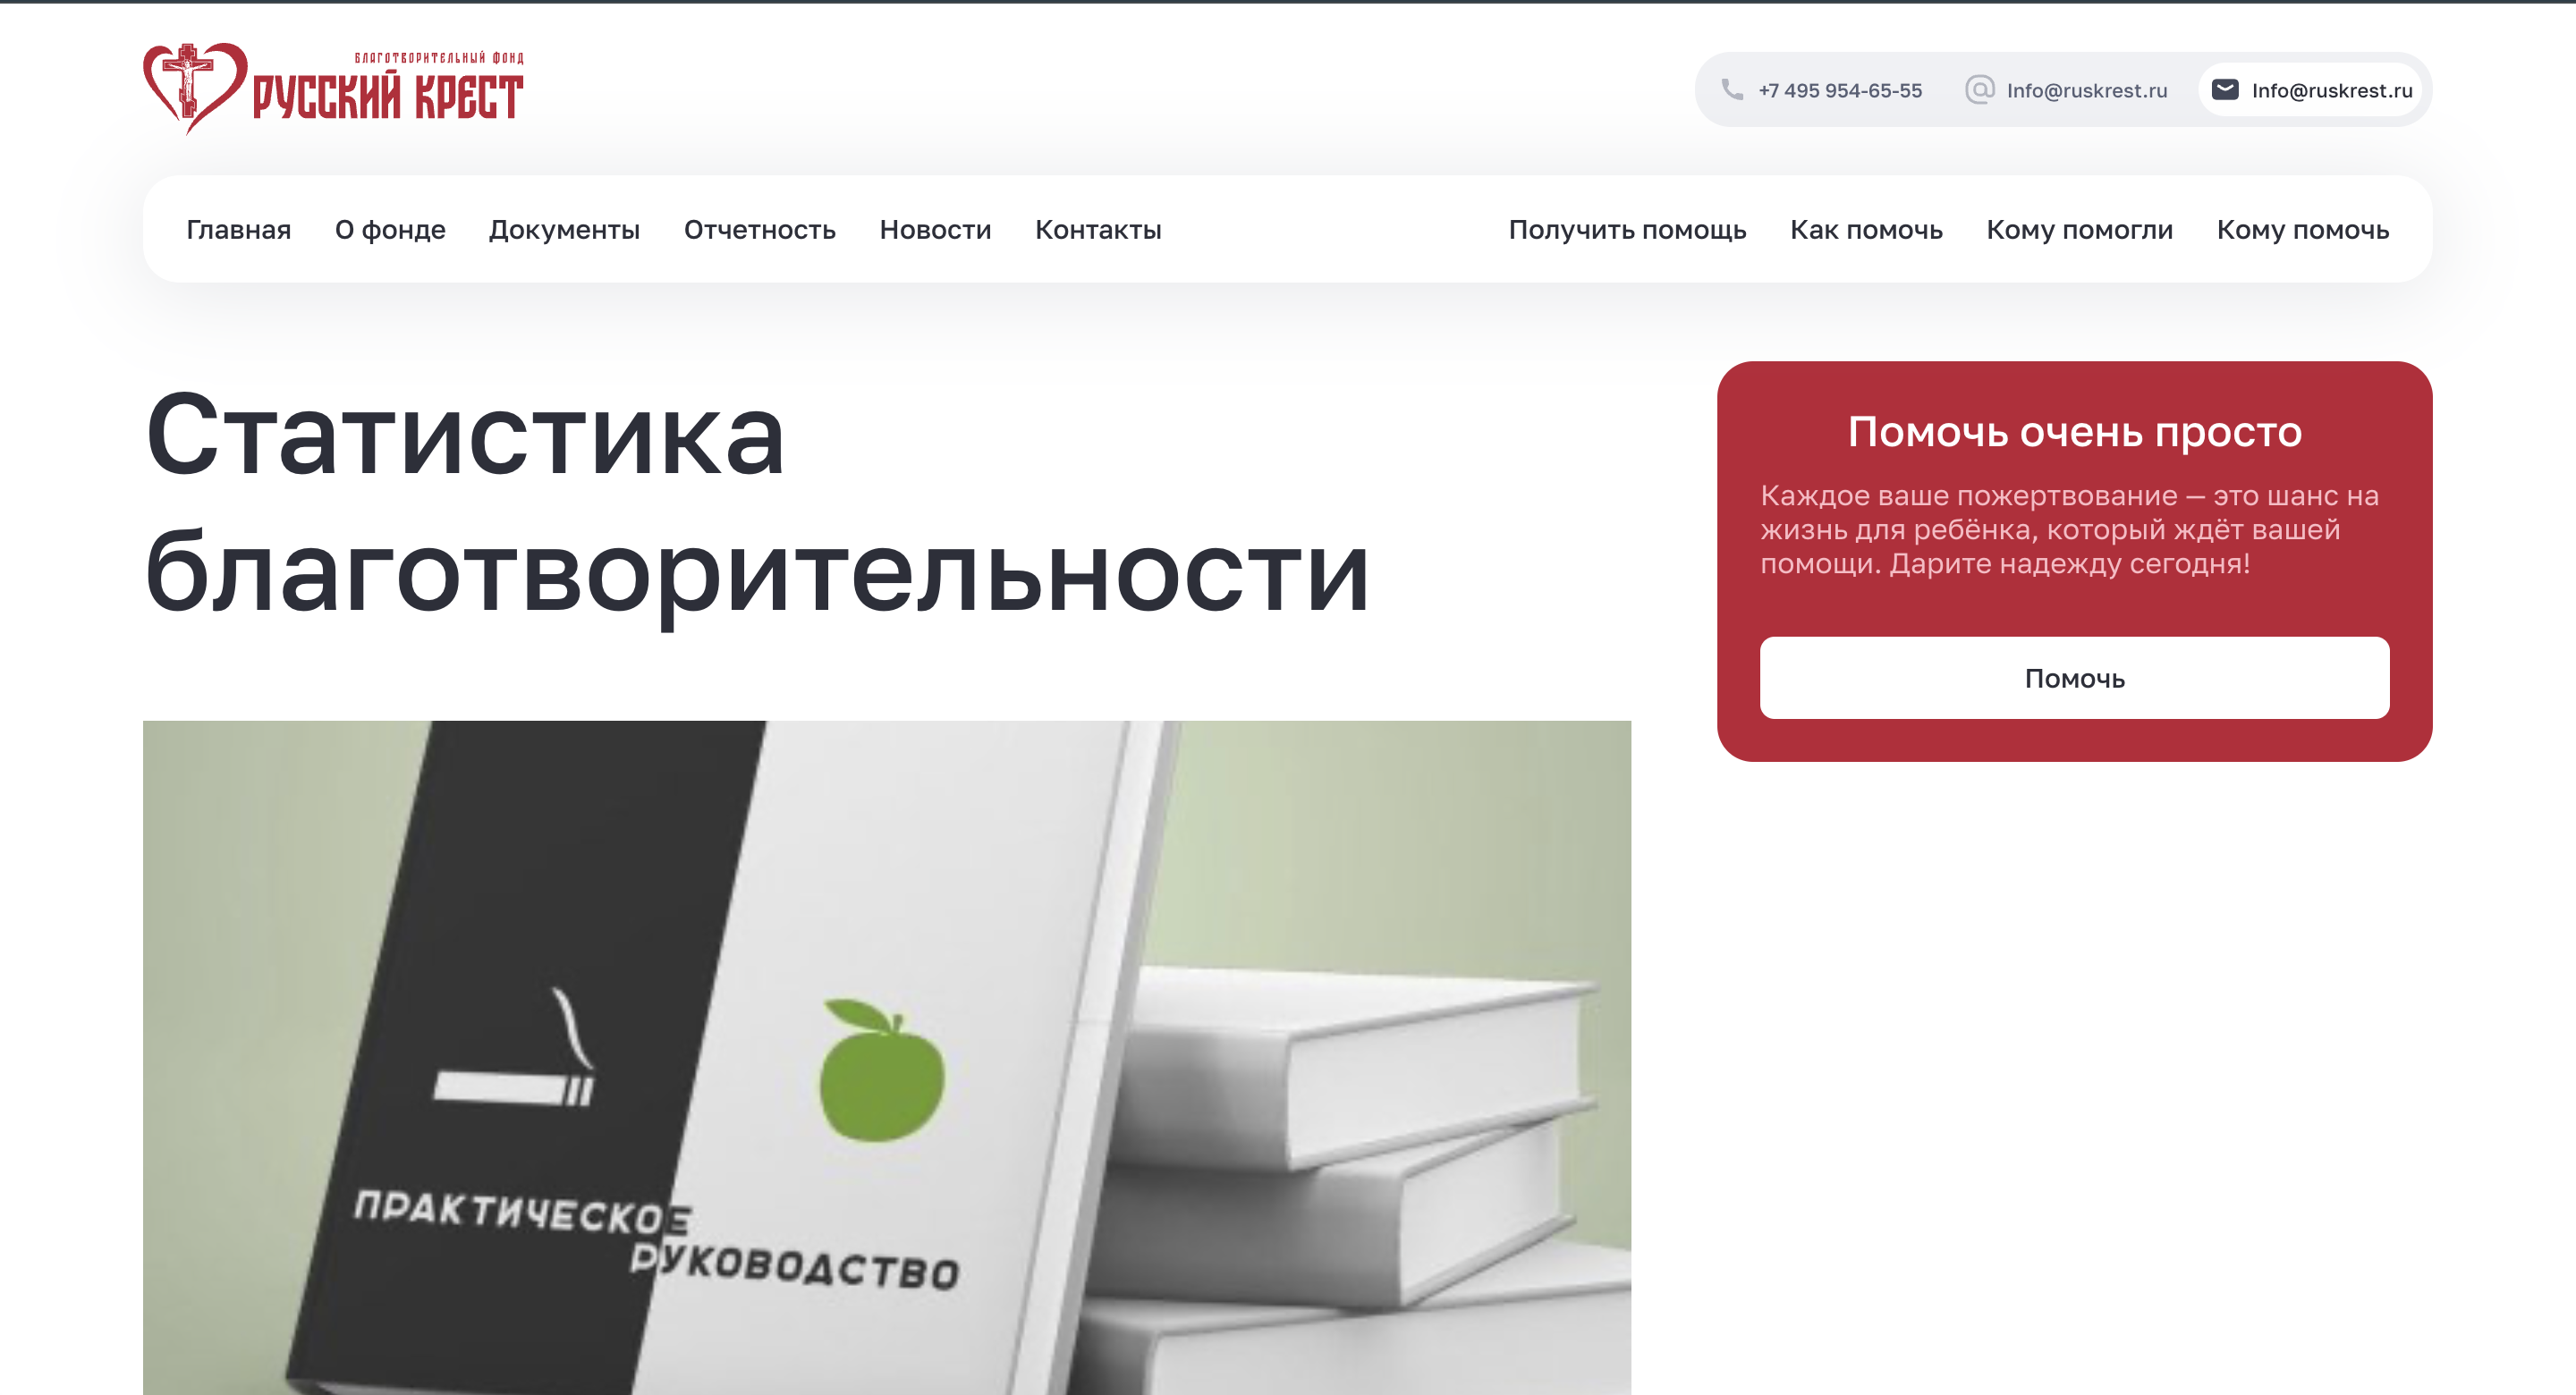 БЛАГОТВОРИТЕЛЬНЫЙ ФОНД
РУССКИЙ КРЕСТ
+7 495 954-65-55
Info@ruskrest.ru
Info@ruskrest.ru
Главная О фонде Документы Отчетность Новости Контакты Получить помощь Как помочь Кому помогли Кому помочь
Статистика
благотворительности
Помочь очень просто
Каждое ваше пожертвование — это шанс на
жизнь для ребёнка, который ждёт вашей
помощи. Дарите надежду сегодня!
Помочь
ПРАКТИЧЕСКОЕ
РУКОВОДСТВО